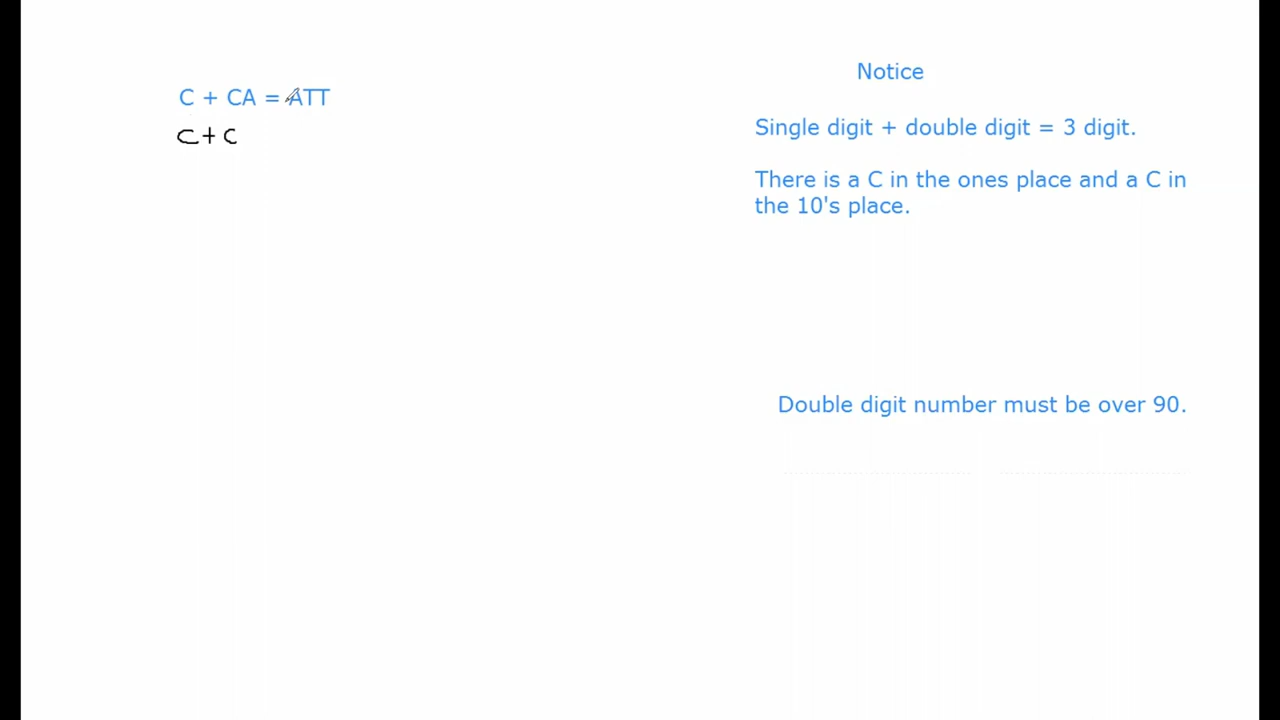 Notice
C + CA = ATT
Single digit + double digit = 3 digit.
C + C
There is a C in the ones place and a C in
the 10's place.
Double digit number must be over 90.